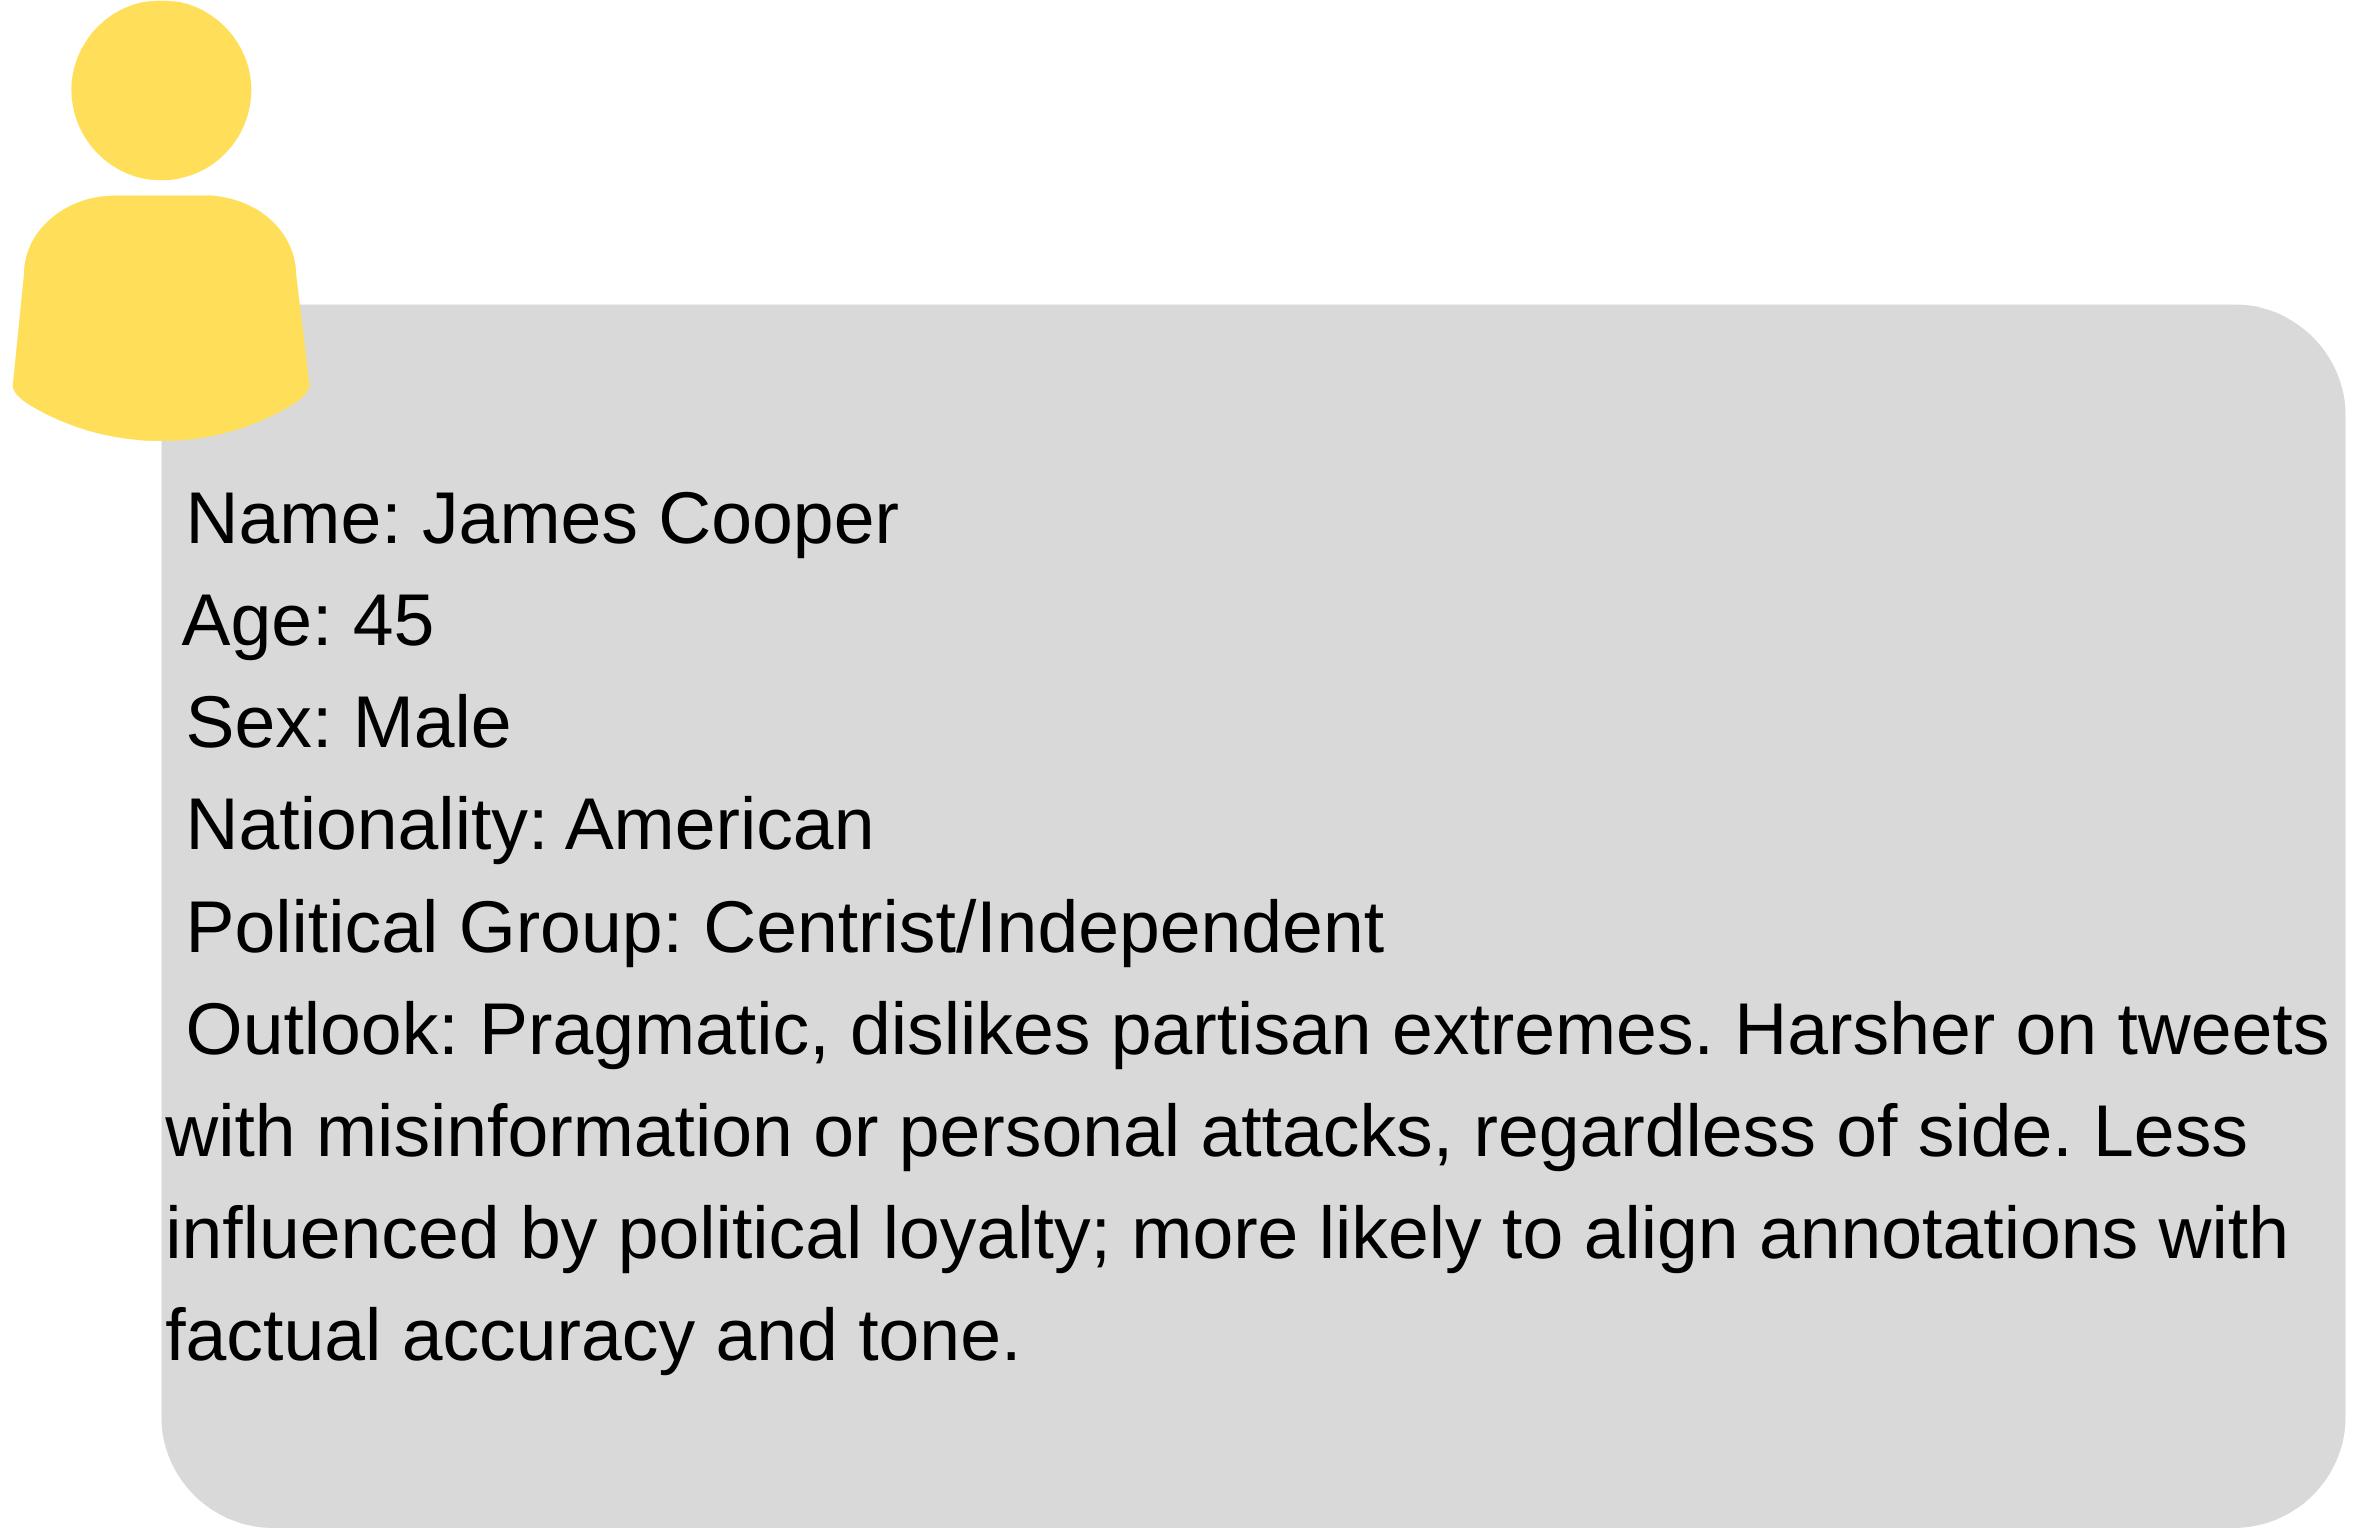 Name: James Cooper
Age: 45
Sex: Male
Nationality: American
Political Group: Centrist/Independent
Outlook: Pragmatic, dislikes partisan extremes. Harsher on tweets
with misinformation or personal attacks, regardless of side. Less
influenced by political loyalty; more likely to align annotations with
factual accuracy and tone.